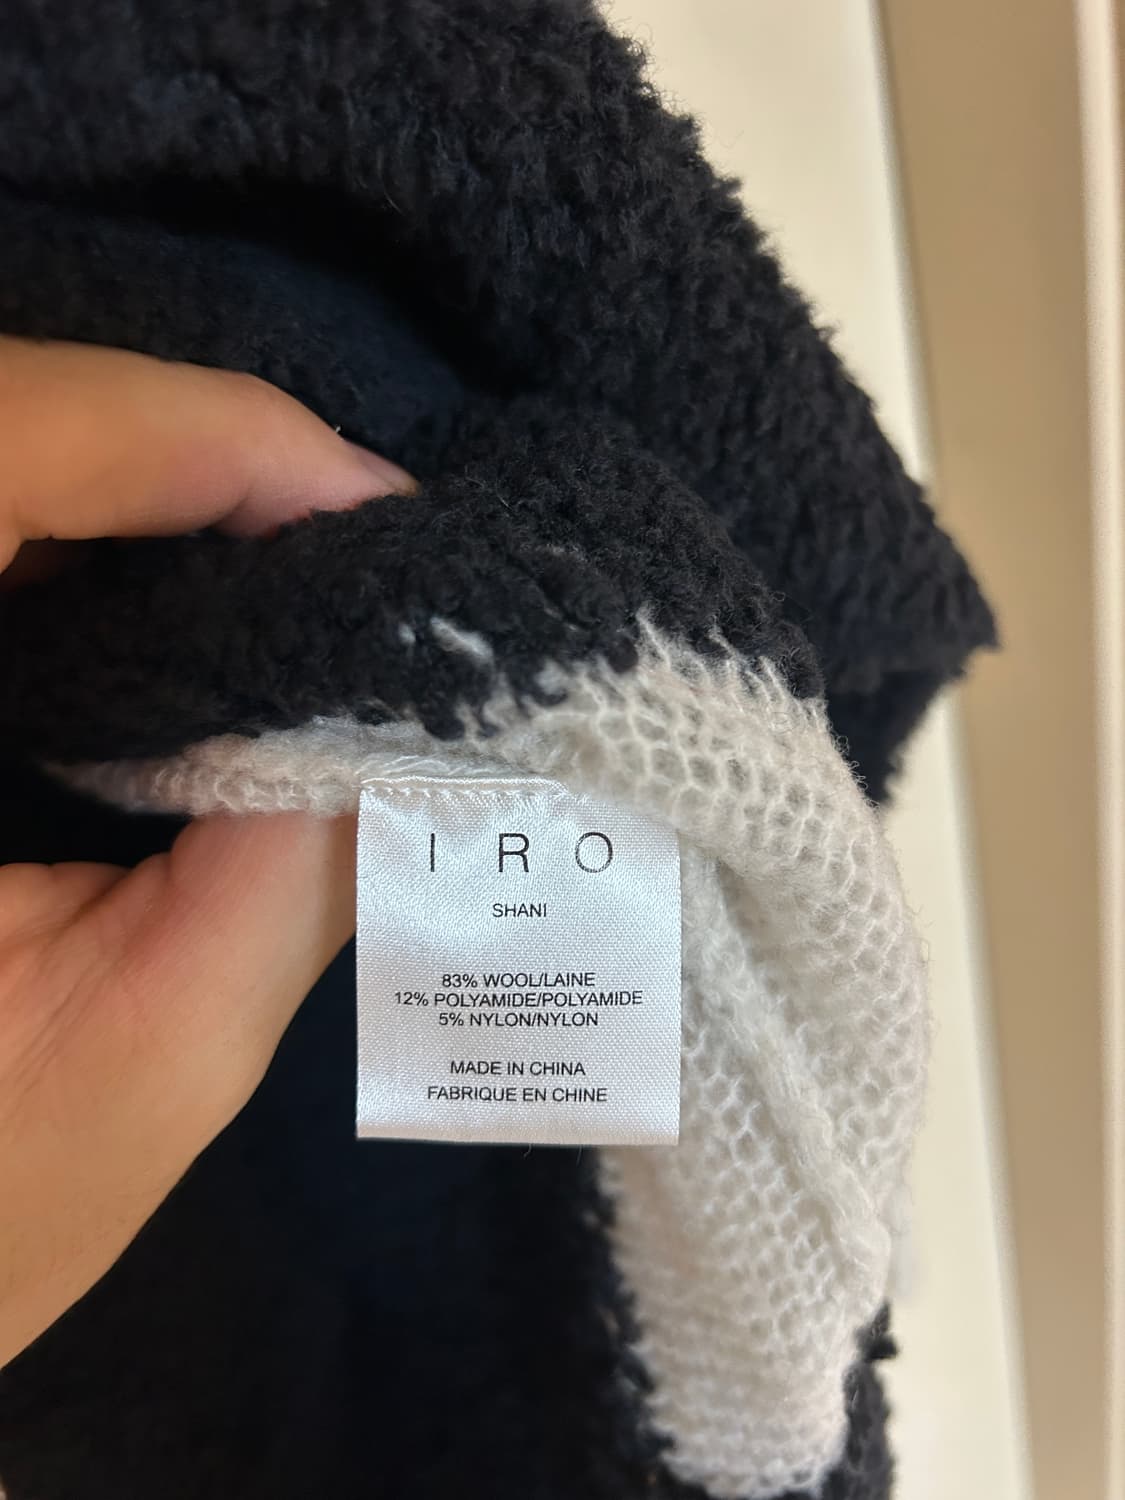 I R O
SHANI
83% WOOL/LAINE
12% POLYAMIDE/POLYAMIDE
5% NYLON/NYLON
MADE IN CHINA
FABRIQUE EN CHINE